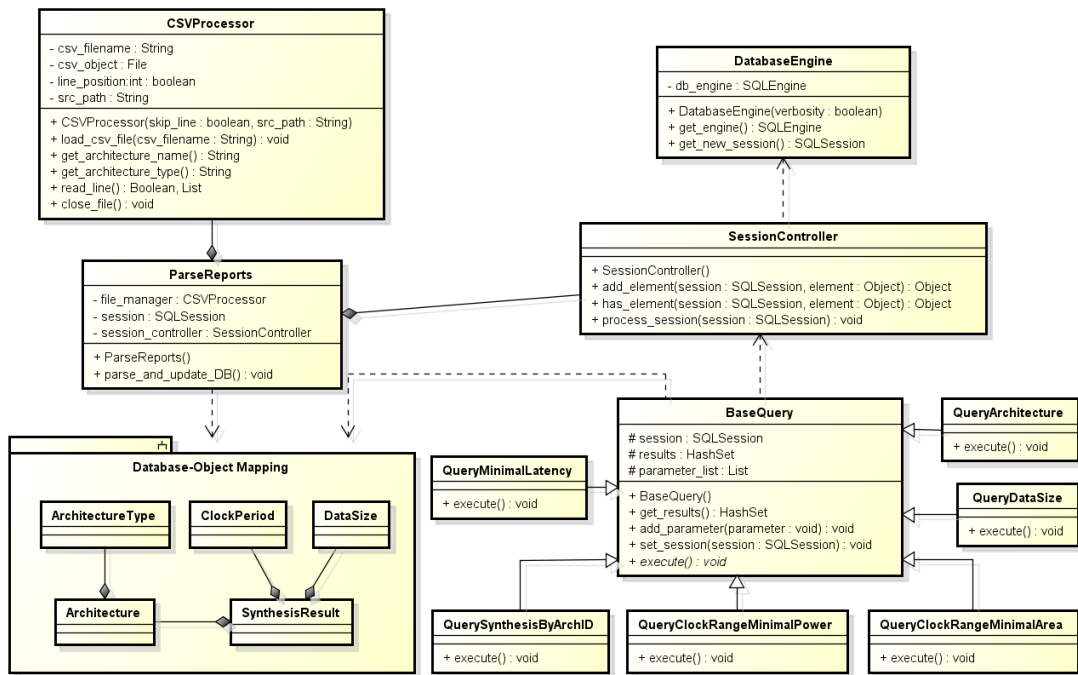 CSVProcessor
- csv_filename : String
- csv_object : File
- line_position:int : boolean
- src_path : String
+ CSVProcessor(skip_line : boolean, src_path : String)
+ load_csv_file(csv_filename : String) : void
+ get_architecture_name() : String
+ get_architecture_type() : String
+ read_line() : Boolean, List
+ close_file() : void
DatabaseEngine
- db_engine : SQLEngine
+ DatabaseEngine(verbosity : boolean)
+ get_engine() : SQLEngine
+ get_new_session() : SQLSession
SessionController
+ SessionController()
+ add_element(session : SQLSession, element : Object) : Object
+ has_element(session : SQLSession, element : Object) : Object
+ process_session(session : SQLSession) : void
ParseReports
- file_manager : CSVProcessor
- session : SQLSession
- session_controller : SessionController
+ ParseReports()
+ parse_and_update_DB() : void
Database-Object Mapping
ArchitectureType
ClockPeriod
DataSize
Architecture
SynthesisResult
BaseQuery
# session : SQLSession
# results : HashSet
# parameter_list : List
+ BaseQuery()
+ get_results() : HashSet
+ add_parameter(parameter : void) : void
+ set_session(session : SQLSession) : void
+ execute() : void
QueryMinimalLatency
+ execute() : void
QueryArchitecture
+ execute() : void
QueryDataSize
+ execute() : void
QuerySynthesisByArchID
+ execute() : void
QueryClockRangeMinimalPower
+ execute() : void
QueryClockRangeMinimalArea
+ execute() : void